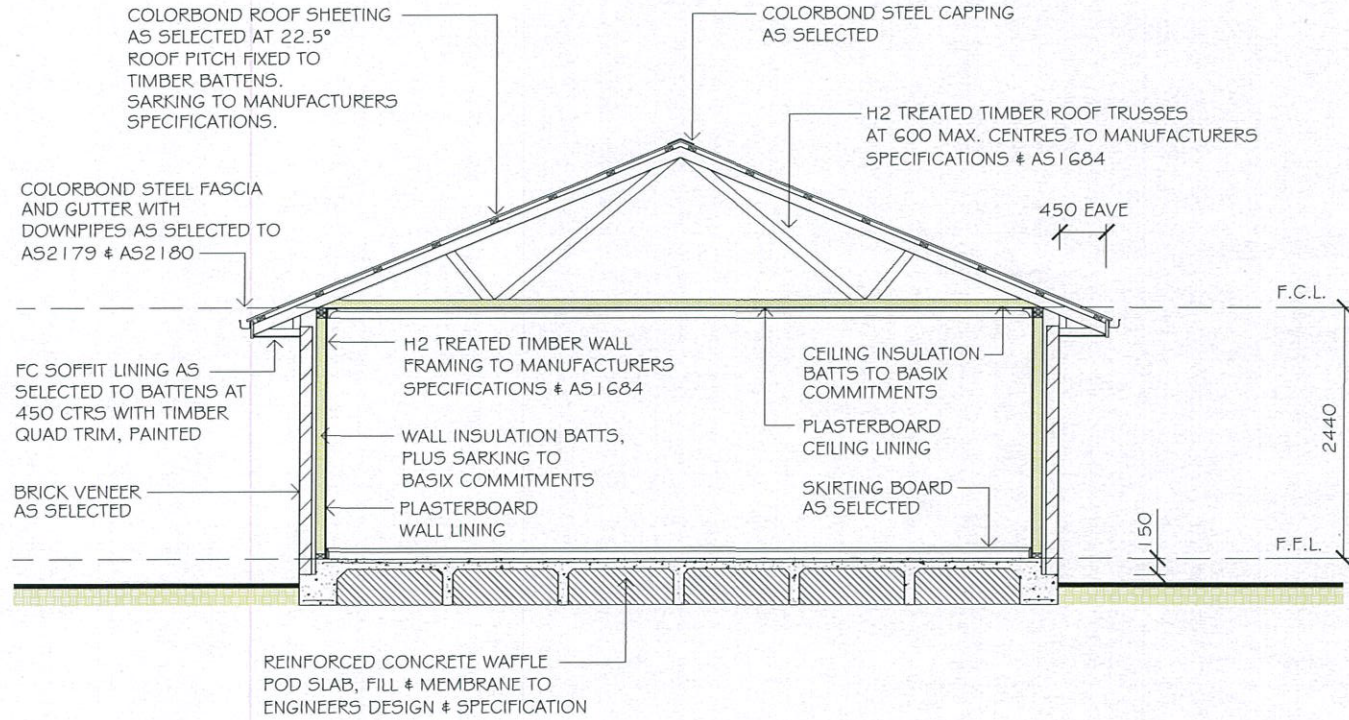 COLORBOND ROOF SHEETING
AS SELECTED AT 22.5°
ROOF PITCH FIXED TO
TIMBER BATTENS.
SARKING TO MANUFACTURERS
SPECIFICATIONS.
COLORBOND STEEL CAPPING
AS SELECTED
H2 TREATED TIMBER ROOF TRUSSES
AT 600 MAX. CENTRES TO MANUFACTURERS
SPECIFICATIONS & AS1684
COLORBOND STEEL FASCIA
AND GUTTER WITH
DOWNPIPES AS SELECTED TO
AS2179 & AS2180
450 EAVE
F.C.L.
FC SOFFIT LINING AS
SELECTED TO BATTENS AT
450 CTRS WITH TIMBER
QUAD TRIM, PAINTED
H2 TREATED TIMBER WALL
FRAMING TO MANUFACTURERS
SPECIFICATIONS & AS1684
CEILING INSULATION
BATTS TO BASIX
COMMITMENTS
WALL INSULATION BATTS,
PLUS SARKING TO
BASIX COMMITMENTS
PLASTERBOARD
CEILING LINING
2440
BRICK VENEER
AS SELECTED
PLASTERBOARD
WALL LINING
SKIRTING BOARD
AS SELECTED
150
F.F.L.
REINFORCED CONCRETE WAFFLE
POD SLAB, FILL & MEMBRANE TO
ENGINEERS DESIGN & SPECIFICATION